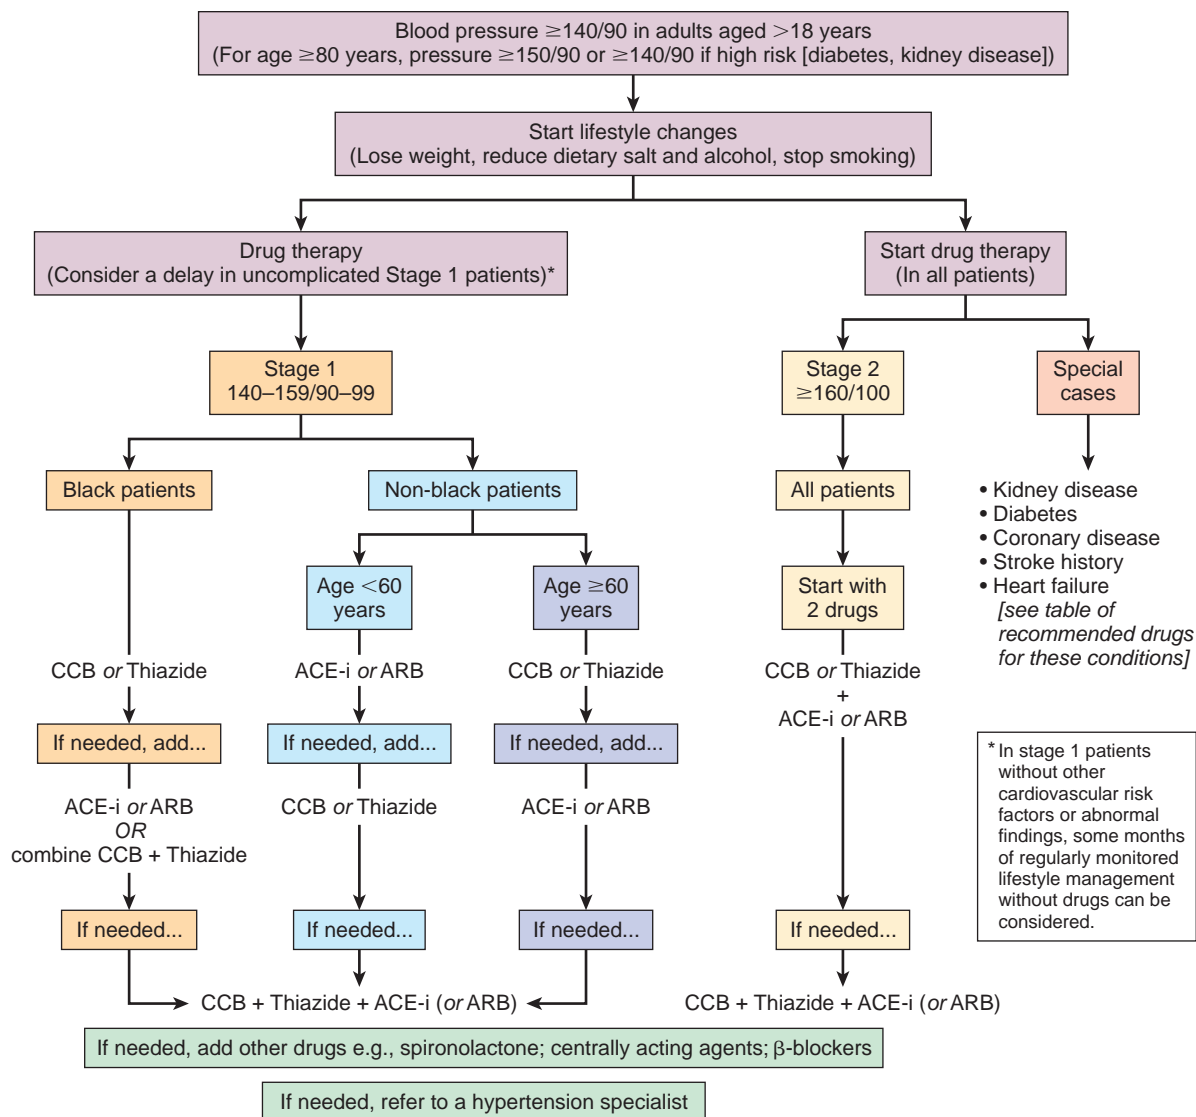 Blood pressure ≥140/90 in adults aged >18 years
(For age ≥80 years, pressure ≥150/90 or ≥140/90 if high risk [diabetes, kidney disease])
Start lifestyle changes
(Lose weight, reduce dietary salt and alcohol, stop smoking)
Drug therapy
(Consider a delay in uncomplicated Stage 1 patients)*
Start drug therapy
(In all patients)
Stage 1
140–159/90–99
Stage 2
≥160/100
Special
cases
Black patients
Non-black patients
All patients
• Kidney disease
• Diabetes
• Coronary disease
• Stroke history
• Heart failure
[see table of
recommended drugs
for these conditions]
Age <60
years
Age ≥60
years
Start with
2 drugs
CCB or Thiazide
ACE-i or ARB
CCB or Thiazide
CCB or Thiazide
+
ACE-i or ARB
If needed, add...
If needed, add...
If needed, add...
ACE-i or ARB
OR
combine CCB + Thiazide
CCB or Thiazide
ACE-i or ARB
* In stage 1 patients
without other
cardiovascular risk
factors or abnormal
findings, some months
of regularly monitored
lifestyle management
without drugs can be
considered.
If needed...
If needed...
If needed...
If needed...
CCB + Thiazide + ACE-i (or ARB)
CCB + Thiazide + ACE-i (or ARB)
If needed, add other drugs e.g., spironolactone; centrally acting agents; β-blockers
If needed, refer to a hypertension specialist